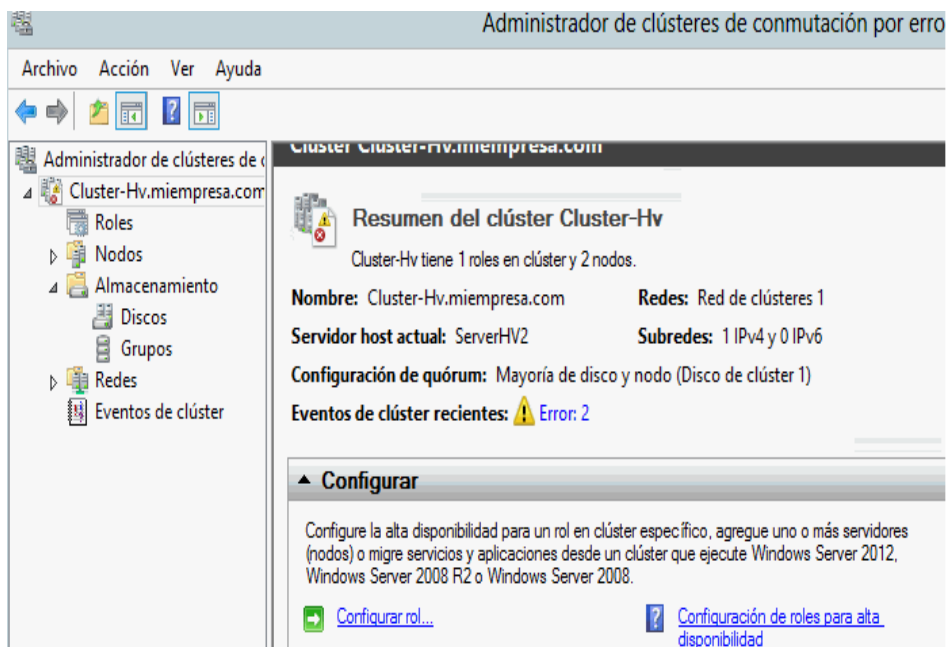 Administrador de clústeres de conmutación por erro
Archivo Acción Ver Ayuda
Administrador de clústeres de c
Cluster-Hv.miempresa.com
Roles
Nodos
Almacenamiento
Discos
Grupos
Redes
Eventos de clúster
Clúster Cluster-Hv.miempresa.com
Resumen del clúster Cluster-Hv
Cluster-Hv tiene 1 roles en clúster y 2 nodos.
Nombre: Cluster-Hv.miempresa.com Redes: Red de clústeres 1
Servidor host actual: ServerHV2 Subredes: 1 IPv4 y 0 IPv6
Configuración de quórum: Mayoría de disco y nodo (Disco de clúster 1)
Eventos de clúster recientes: Error: 2
Configurar
Configure la alta disponibilidad para un rol en clúster específico, agregue uno o más servidores
(nodos) o migre servicios y aplicaciones desde un clúster que ejecute Windows Server 2012,
Windows Server 2008 R2 o Windows Server 2008.
Configurar rol... Configuración de roles para alta
disponibilidad